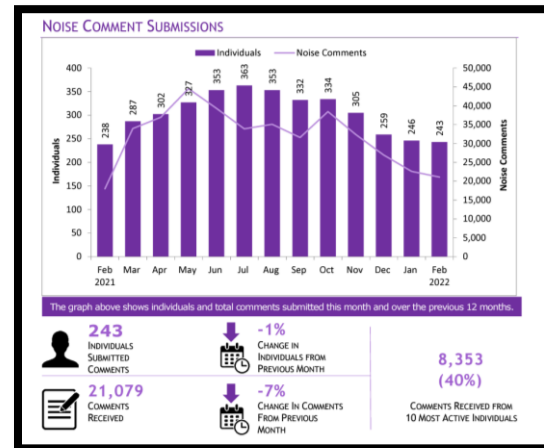 NOISE COMMENT SUBMISSIONS
Individuals Noise Comments
400
350
300
250
200
150
100
50
0
Individuals
238
287
302
327
353
363
353
332
334
305
259
246
243
50,000
45,000
40,000
35,000
30,000
25,000
20,000
15,000
10,000
5,000
0
Noise Comments
Feb Mar Apr May Jun Jul Aug Sep Oct Nov Dec Jan Feb
2021 2022
The graph above shows individuals and total comments submitted this month and over the previous 12 months.
243
INDIVIDUALS
SUBMITTED
COMMENTS
-1%
CHANGE IN
INDIVIDUALS FROM
PREVIOUS MONTH
21,079
COMMENTS
RECEIVED
-7%
CHANGE IN COMMENTS
FROM PREVIOUS
MONTH
8,353
(40%)
COMMENTS RECEIVED FROM
10 MOST ACTIVE INDIVIDUALS